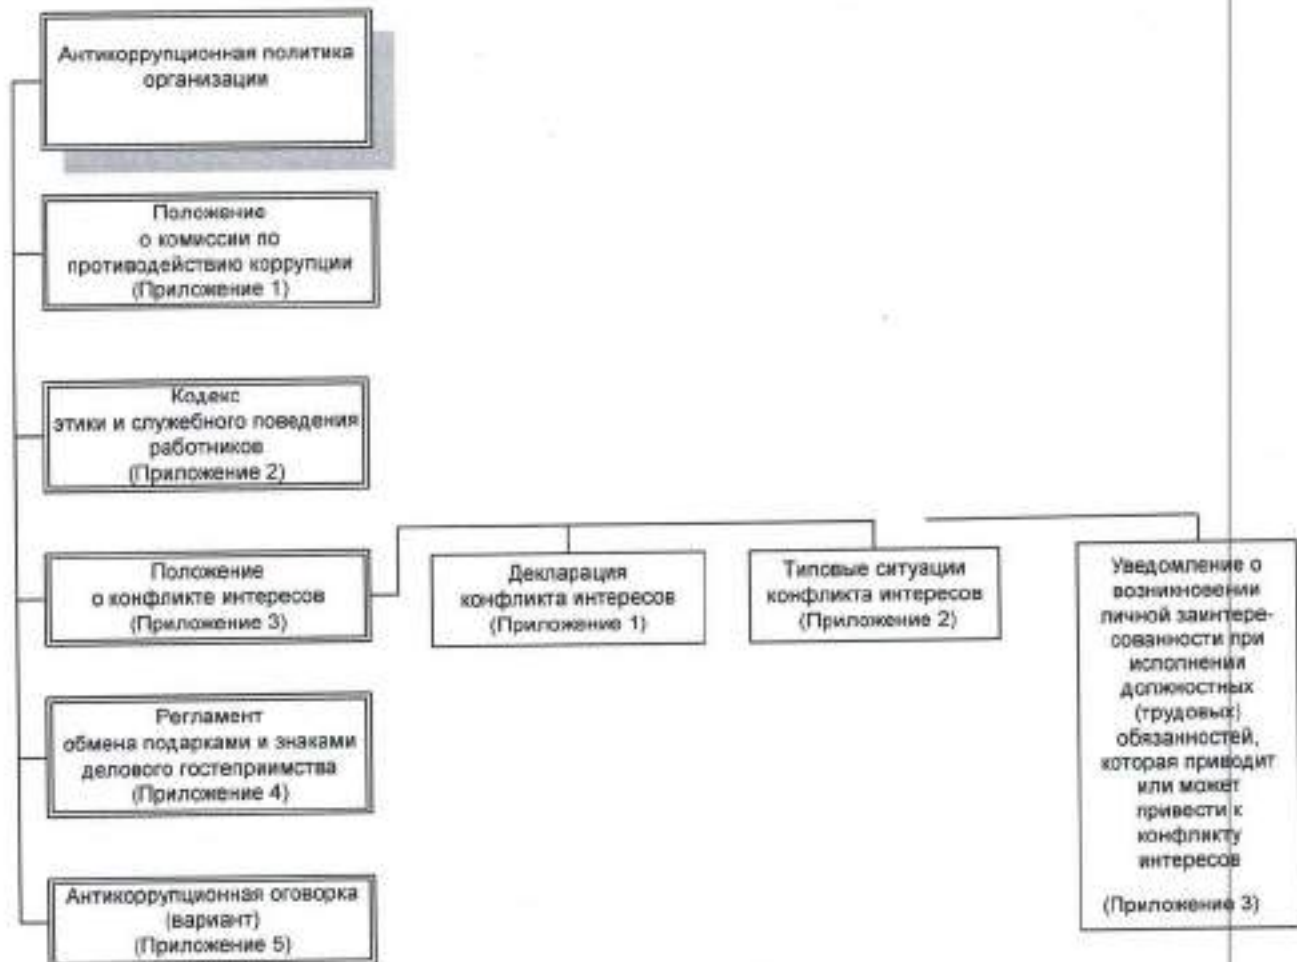 Антикоррупционная политика
организации
Положение
о комиссии по
противодействию коррупции
(Приложение 1)
Кодекс
этики и служебного поведения
работников
(Приложение 2)
Положение
о конфликте интересов
(Приложение 3)
Декларация
конфликта интересов
(Приложение 1)
Типовые ситуации
конфликта интересов
(Приложение 2)
Уведомление о
возникновении
личной заинтере-
сованности при
исполнении
должностных
(трудовых)
обязанностей,
которая приводит
или может
привести к
конфликту
интересов
(Приложение 3)
Регламент
обмена подарками и знаками
делового гостеприимства
(Приложение 4)
Антикоррупционная оговорка
(вариант)
(Приложение 5)